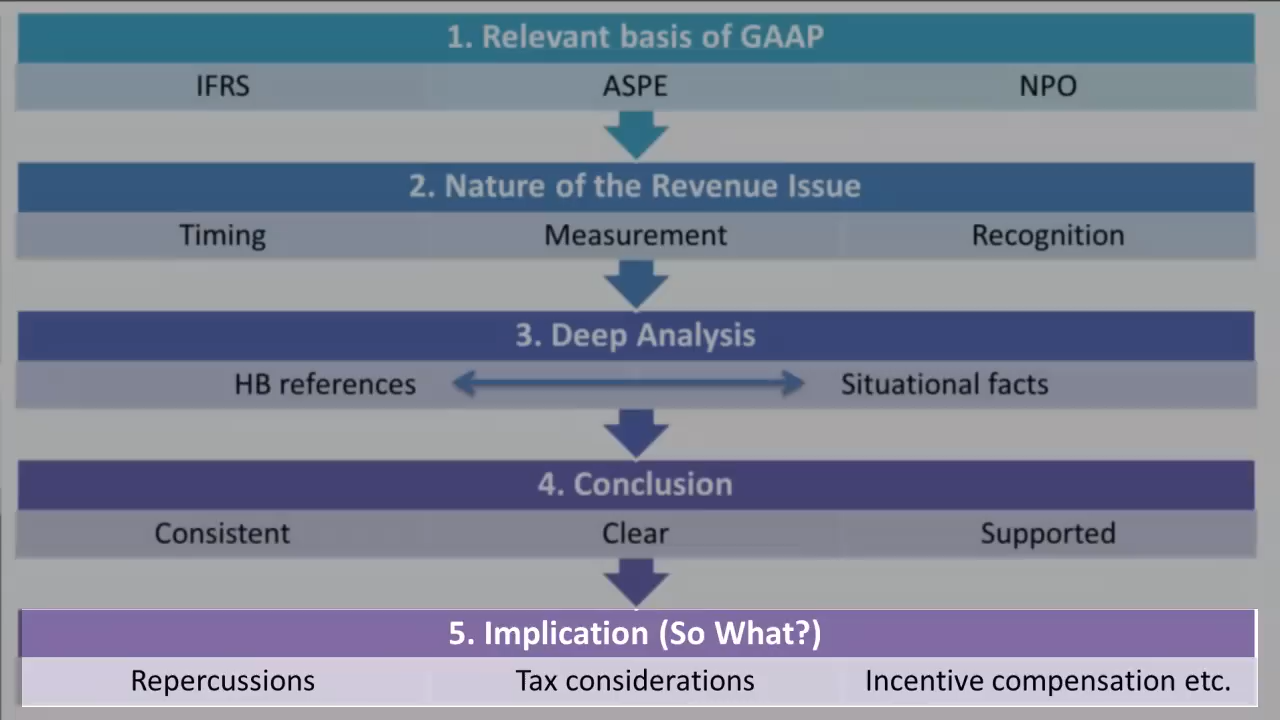 1. Relevant basis of GAAP
IFRS ASPE NPO
2. Nature of the Revenue Issue
Timing Measurement Recognition
3. Deep Analysis
HB references Situational facts
4. Conclusion
Consistent Clear Supported
5. Implication (So What?)
Repercussions Tax considerations Incentive compensation etc.